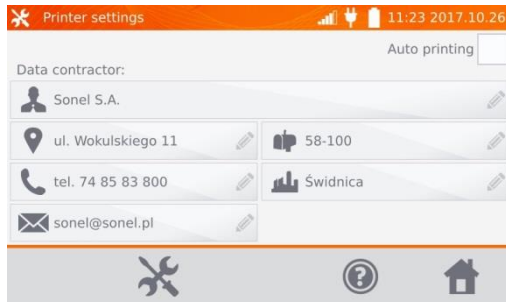 Printer settings
11:23 2017.10.26
Auto printing
Data contractor:
Sonel S.A.
ul. Wokulskiego 11
58-100
tel. 74 85 83 800
Świdnica
sonel@sonel.pl
?